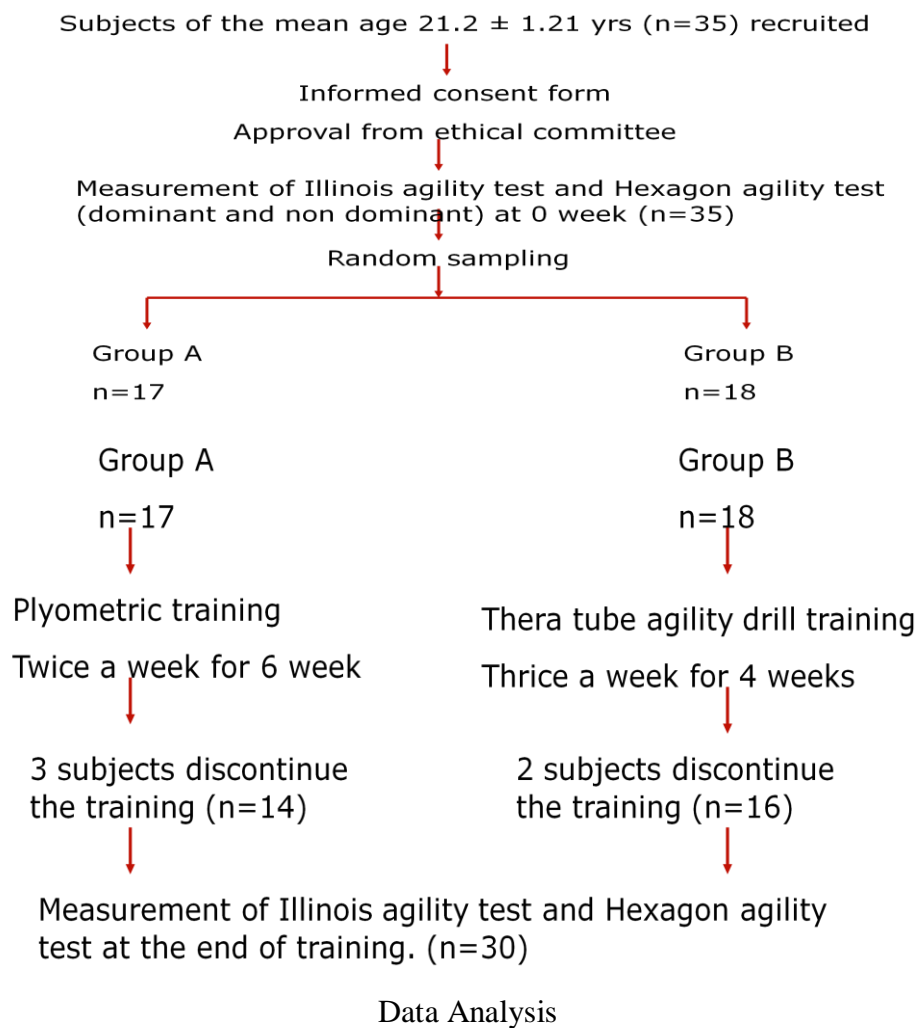 Subjects of the mean age 21.2 ± 1.21 yrs (n=35) recruited
Informed consent form
Approval from ethical committee
Measurement of Illinois agility test and Hexagon agility test
(dominant and non dominant) at 0 week (n=35)
Random sampling
Group A
n=17
Group B
n=18
Group A
n=17
Group B
n=18
Plyometric training
Twice a week for 6 week
Thera tube agility drill training
Thrice a week for 4 weeks
3 subjects discontinue
the training (n=14)
2 subjects discontinue
the training (n=16)
Measurement of Illinois agility test and Hexagon agility
test at the end of training. (n=30)
Data Analysis